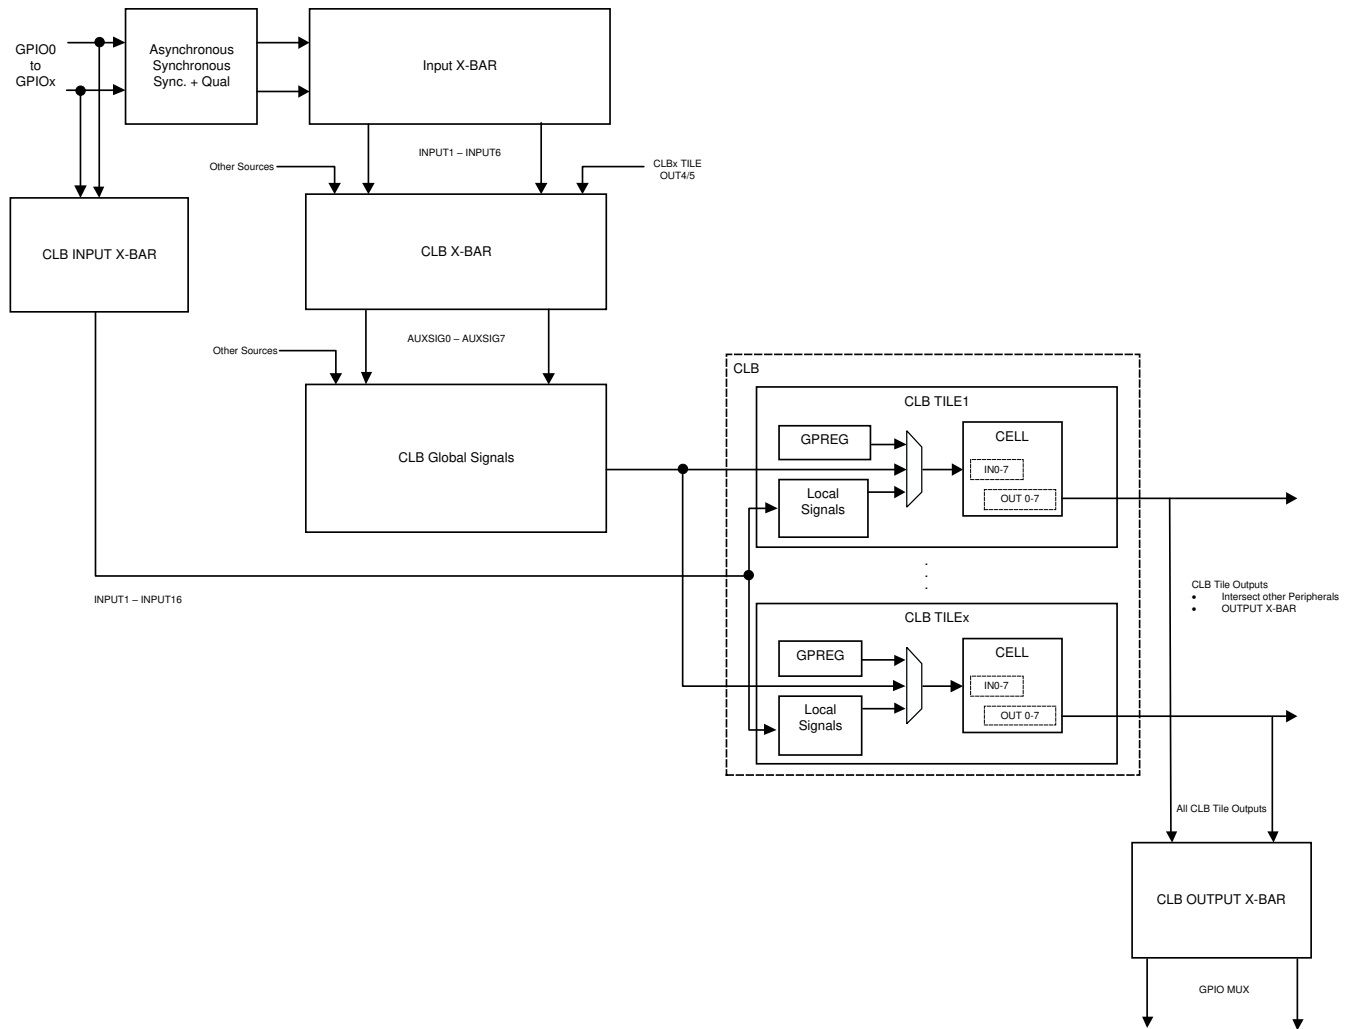 GPIO0
to
GPIOx
Asynchronous
Synchronous
Sync. + Qual
Input X-BAR
INPUT1 – INPUT6
Other Sources
CLBx TILE
OUT4/5
CLB INPUT X-BAR
CLB X-BAR
AUXSIG0 – AUXSIG7
Other Sources
CLB Global Signals
CLB
CLB TILE1
GPREG
CELL
IN0-7
Local
Signals
OUT 0-7
.
.
.
INPUT1 – INPUT16
CLB Tile Outputs
• Intersect other Peripherals
• OUTPUT X-BAR
CLB TILEx
GPREG
CELL
IN0-7
Local
Signals
OUT 0-7
All CLB Tile Outputs
CLB OUTPUT X-BAR
GPIO MUX